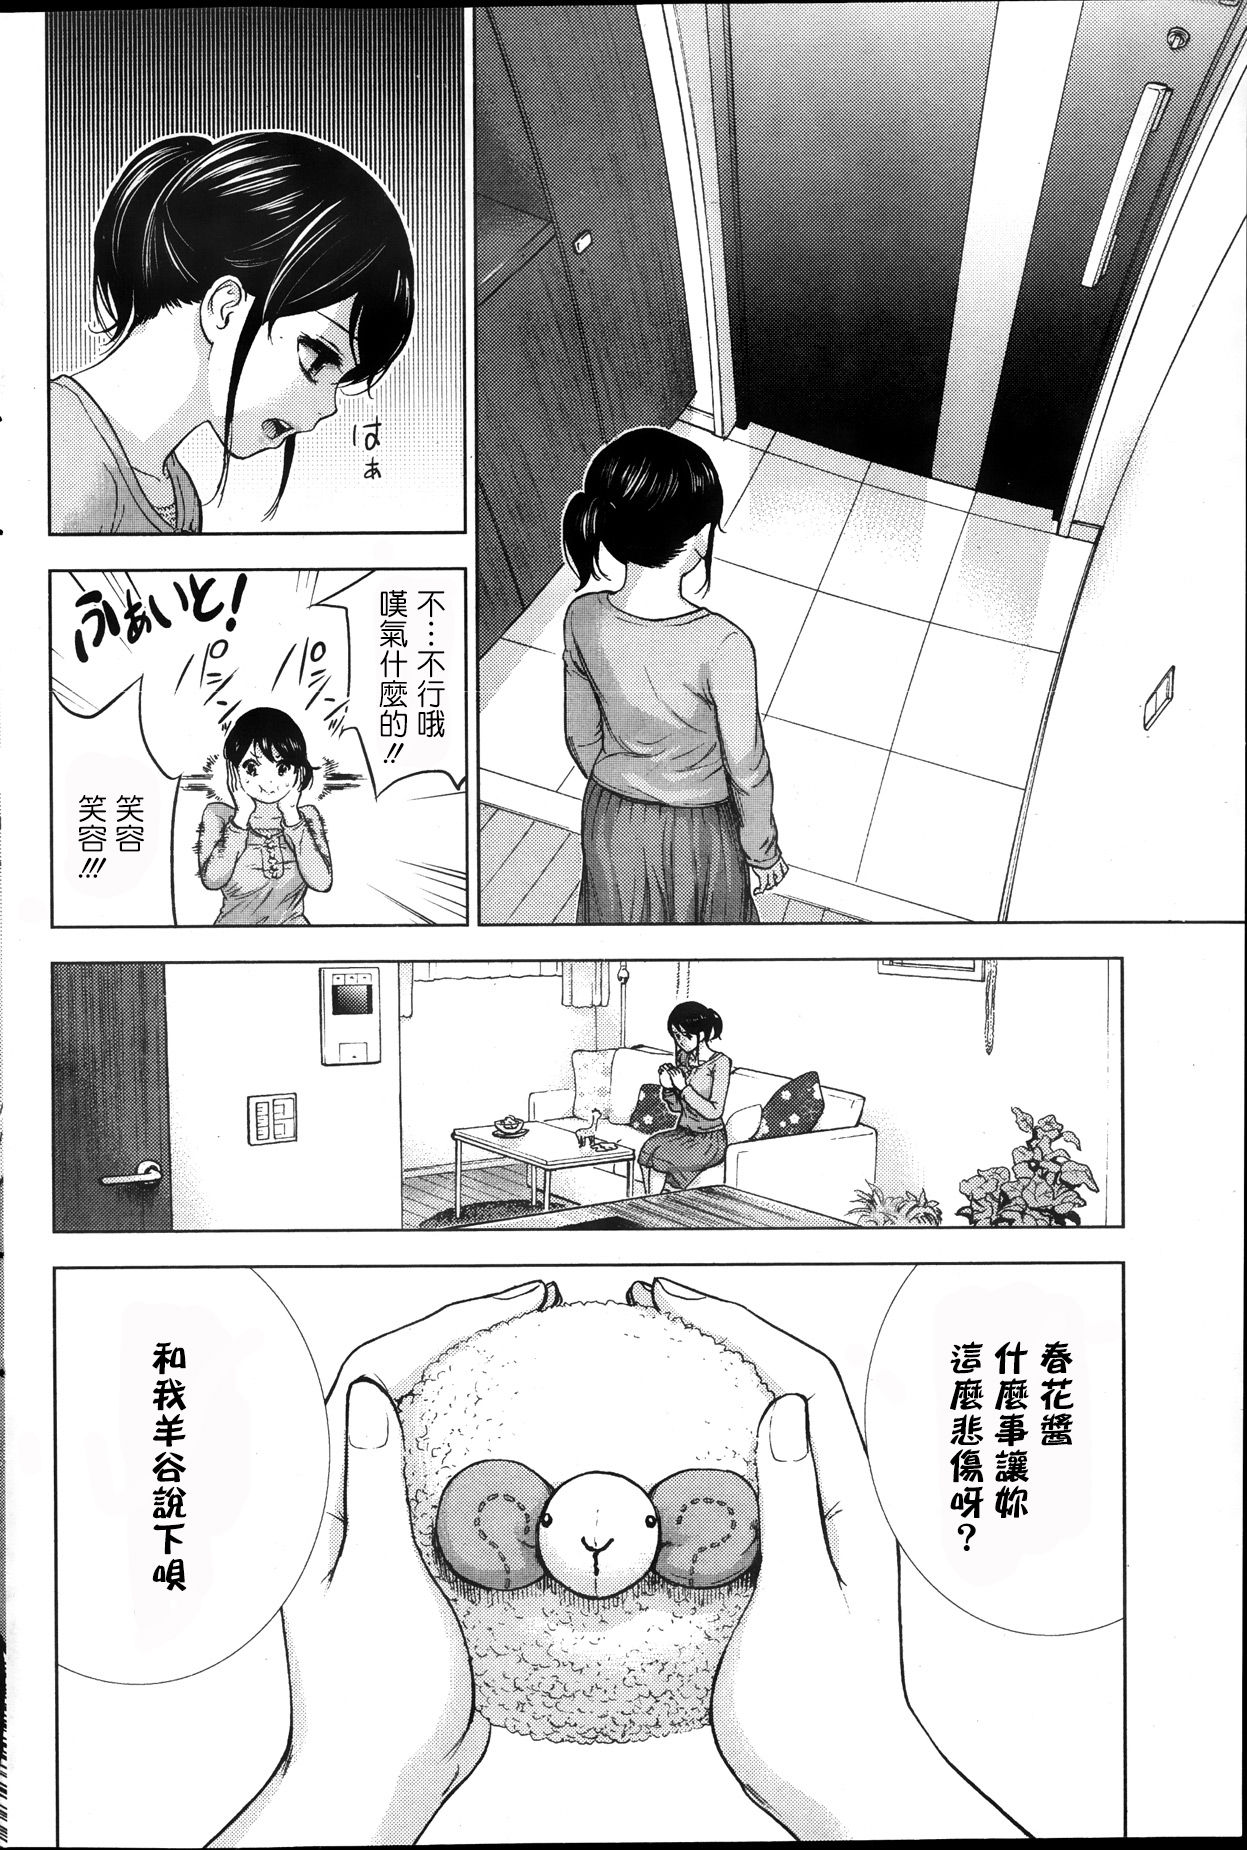 はぁ
不…不行哦
嘆氣什麼的!!
パン
パン
ふぁいと!
笑容
笑容!!!
春花醬
什麼事讓妳
這麼悲傷呀？
和我羊谷說下唄